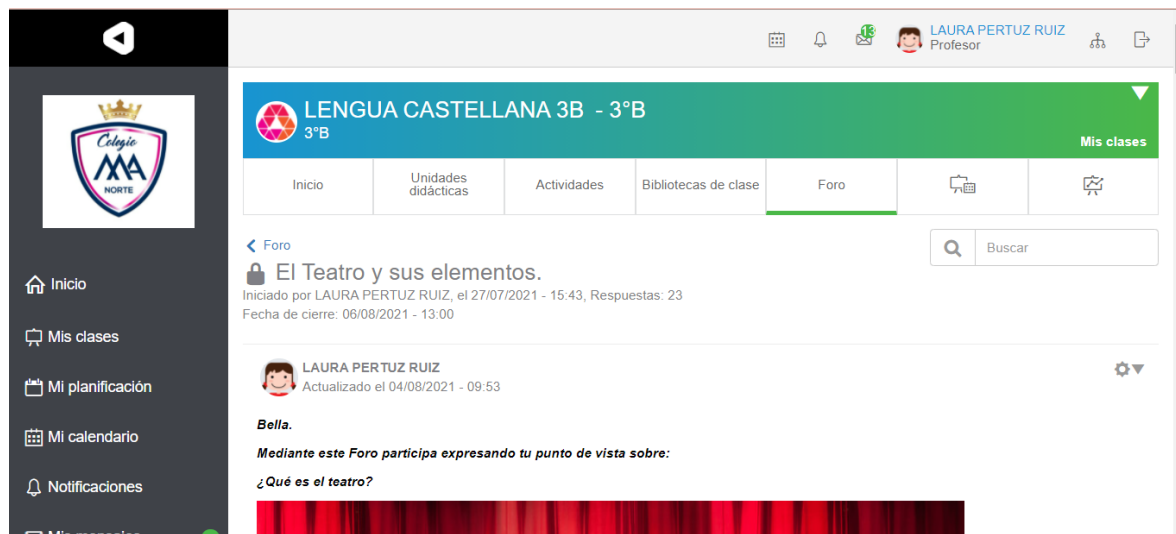 13
LAURA PERTUZ RUIZ
Profesor
Colegio
MA
NORTE
LENGUA CASTELLANA 3B - 3°B
3°B
Mis clases
Inicio
Unidades didácticas
Actividades
Bibliotecas de clase
Foro
Foro
Buscar
El Teatro y sus elementos.
Iniciado por LAURA PERTUZ RUIZ, el 27/07/2021 - 15:43, Respuestas: 23
Fecha de cierre: 06/08/2021 - 13:00
Inicio
Mis clases
Mi planificación
Mi calendario
Notificaciones
LAURA PERTUZ RUIZ
Actualizado el 04/08/2021 - 09:53
Bella.
Mediante este Foro participa expresando tu punto de vista sobre:
¿Qué es el teatro?